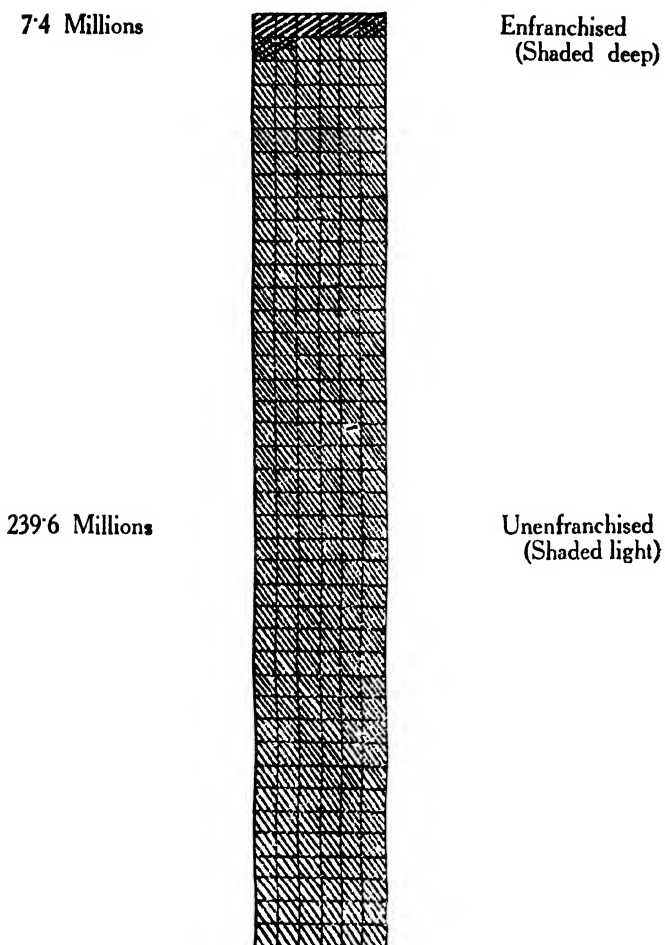 7·4 Millions
Enfranchised
(Shaded deep)
239·6 Millions
Unenfranchised
(Shaded light)